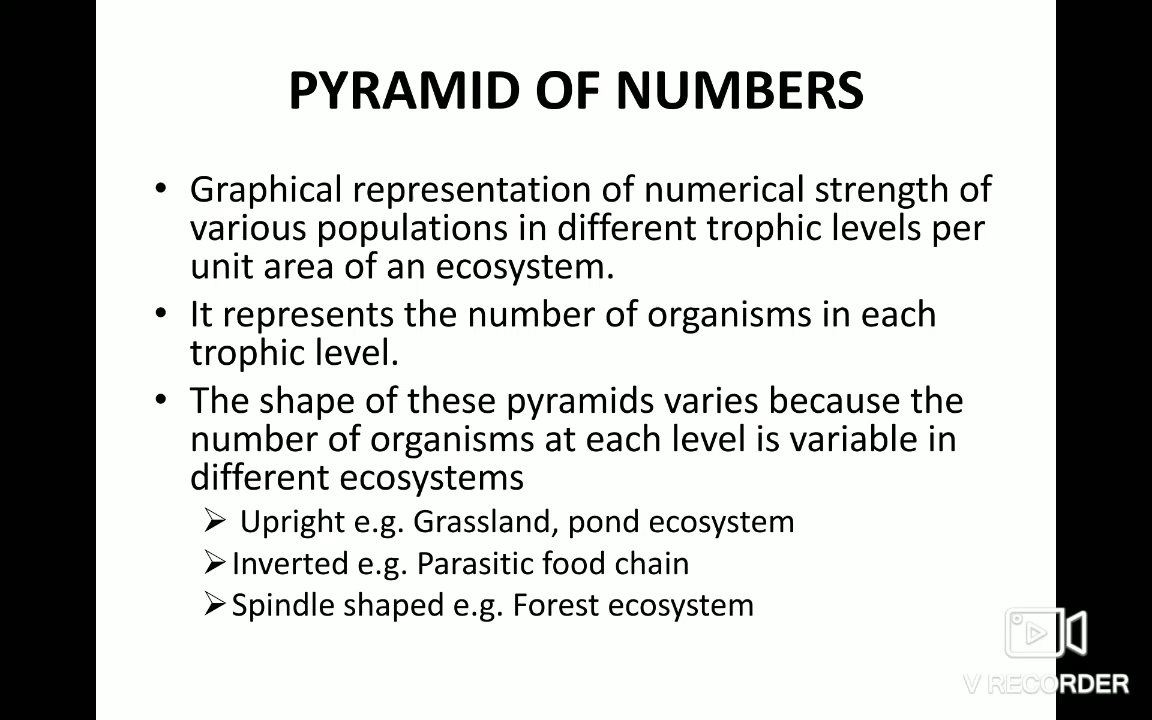 PYRAMID OF NUMBERS
• Graphical representation of numerical strength of
various populations in different trophic levels per
unit area of an ecosystem.
• It represents the number of organisms in each
trophic level.
• The shape of these pyramids varies because the
number of organisms at each level is variable in
different ecosystems
➢ Upright e.g. Grassland, pond ecosystem
➢ Inverted e.g. Parasitic food chain
➢ Spindle shaped e.g. Forest ecosystem
V RECORDER